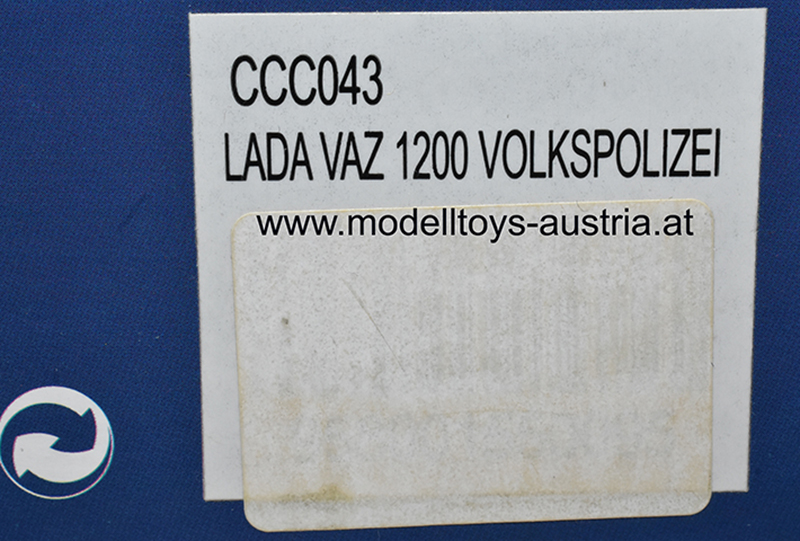 CCC043
LADA VAZ 1200 VOLKSPOLIZEI
www.modelltoys-austria.at